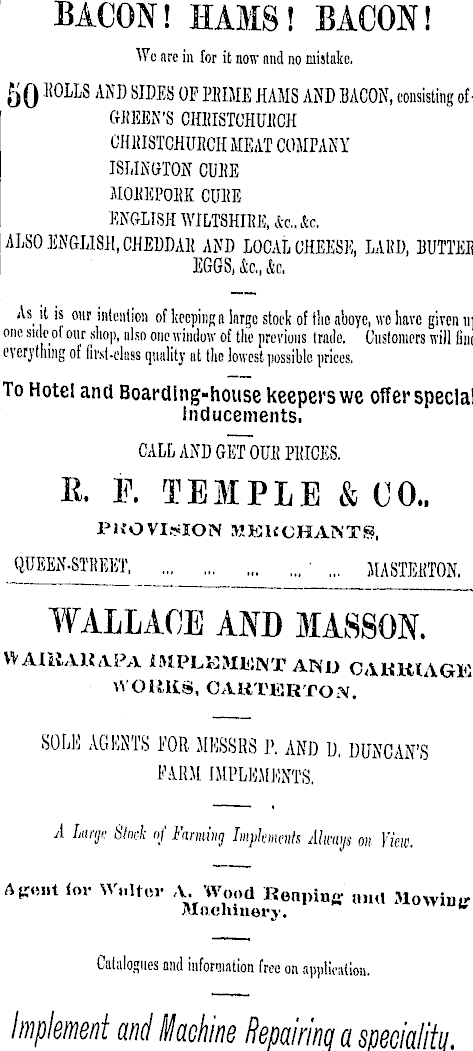 BACON! HAMS! BACON!
We are in for it now and no mistake.
50 ROLLS AND SIDES OF PRIME HAMS AND BACON, consisting of
GREEN'S CHRISTCHURCH
CHRISTCHURCH MEAT COMPANY
ISLINGTON CURE
MOREPORK CURE
ENGLISH WILTSHIRE, &c., &c.
ALSO ENGLISH, CHEDDAR AND LOCAL CHEESE, LARD, BUTTER
EGGS, &c., &c.
As it is our intention of keeping a large stock of the above, we have given u
one side of our shop, also one window of the previous trade. Customers will fin
everything of first-class quality at the lowest possible prices.
To Hotel and Boarding-house keepers we offer special
inducements.
CALL AND GET OUR PRICES.
R. F. TEMPLE & CO.,
PROVISION MERCHANTS,
QUEEN-STREET, ... ... ... ... ... MASTERTON.
WALLACE AND MASSON.
WAIRARAPA IMPLEMENT AND CARRIAGE
WORKS, CARTERTON.
SOLE AGENTS FOR MESSRS P. AND D. DUNCAN'S
FARM IMPLEMENTS.
A Large Stock of Farming Implements Always on View.
Agent for Walter A. Wood Reaping and Mowing
Machinery.
Catalogues and information free on application.
Implement and Machine Repairing a speciality.